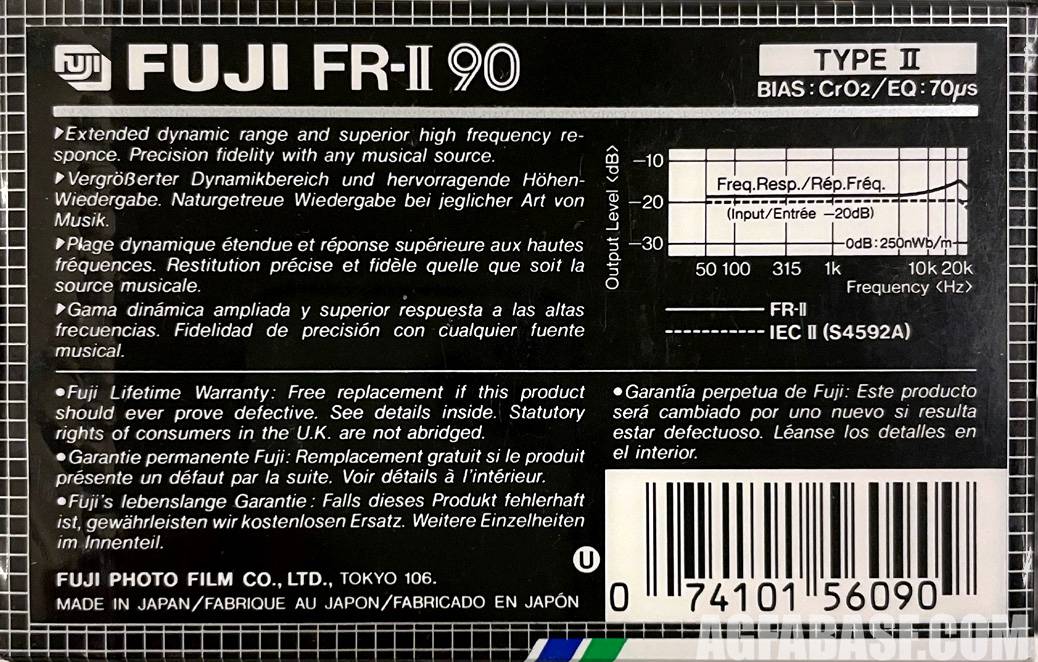 FUJI FUJI FR-II 90
TYPE II
BIAS : CrO2/EQ : 70µs
▶Extended dynamic range and superior high frequency re-
sponce. Precision fidelity with any musical source.
▶Vergrößerter Dynamikbereich und hervorragende Höhen-
Wiedergabe. Naturgetreue Wiedergabe bei jeglicher Art von
Musik.
▶Plage dynamique étendue et réponse supérieure aux hautes
fréquences. Restitution précise et fidèle quelle que soit la
source musicale.
▶Gama dinámica ampliada y superior respuesta a las altas
frecuencias. Fidelidad de precisión con cualquier fuente
musical.
Output Level <dB>
−10
−20
−30
Freq.Resp./Rép.Fréq.
(Input/Entrée −20dB)
0dB : 250nWb/m
50 100 315 1k 10k 20k
Frequency <Hz>
FR-II
IEC II (S4592A)
●Fuji Lifetime Warranty: Free replacement if this product
should ever prove defective. See details inside. Statutory
rights of consumers in the U.K. are not abridged.
●Garantie permanente Fuji: Remplacement gratuit si le produit
présente un défaut par la suite. Voir détails à l'intérieur.
●Fuji's lebenslange Garantie : Falls dieses Produkt fehlerhaft
ist, gewährleisten wir kostenlosen Ersatz. Weitere Einzelheiten
im Innenteil.
●Garantía perpetua de Fuji: Este producto
será cambiado por uno nuevo si resulta
estar defectuoso. Léanse los detalles en
el interior.
U
FUJI PHOTO FILM CO., LTD., TOKYO 106.
MADE IN JAPAN/FABRIQUE AU JAPON/FABRICADO EN JAPÓN
0 74101 56090
AGFABASF.COM